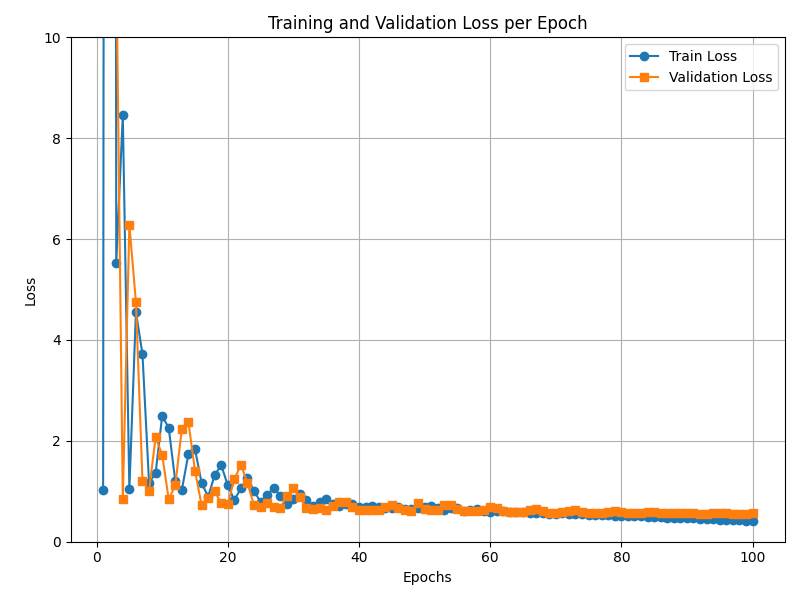 Training and Validation Loss per Epoch
Train Loss
Validation Loss
Loss
10
8
6
4
2
0
0 20 40 60 80 100
Epochs